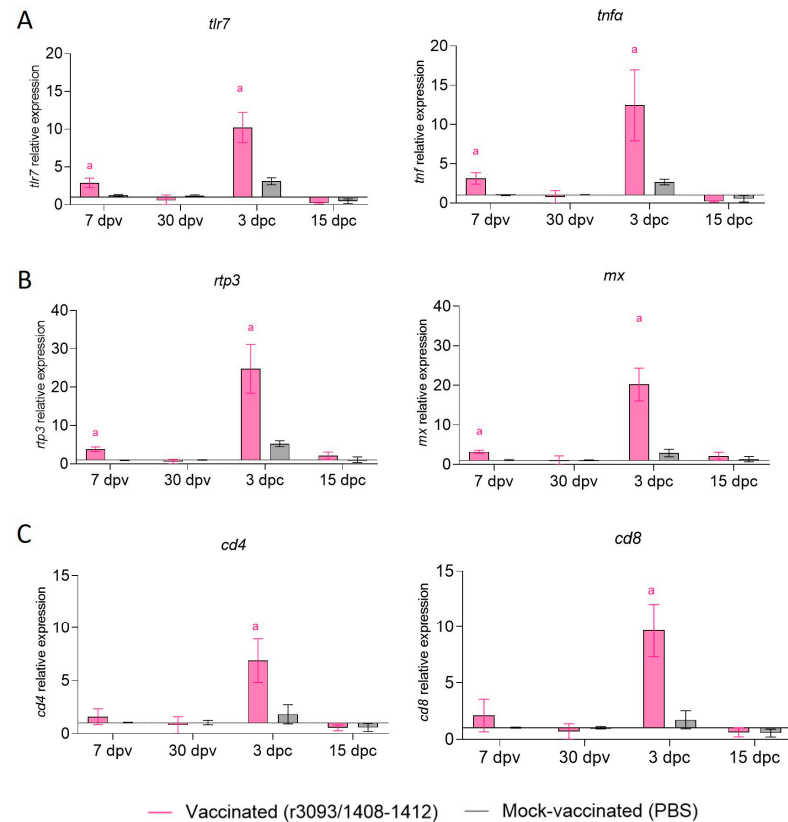 A
tlr7
tlr7 relative expression
20
15
10
5
0
a
a
7 dpv
30 dpv
3 dpc
15 dpc
tnfα
tnf relative expression
20
15
10
5
0
a
a
7 dpv
30 dpv
3 dpc
15 dpc
B
rtp3
rtp3 relative expression
40
30
20
10
0
a
a
7 dpv
30 dpv
3 dpc
15 dpc
mx
mx relative expression
40
30
20
10
0
a
a
7 dpv
30 dpv
3 dpc
15 dpc
C
cd4
cd4 relative expression
15
10
5
0
a
7 dpv
30 dpv
3 dpc
15 dpc
cd8
cd8 relative expression
15
10
5
0
a
7 dpv
30 dpv
3 dpc
15 dpc
Vaccinated (r3093/1408-1412)
Mock-vaccinated (PBS)